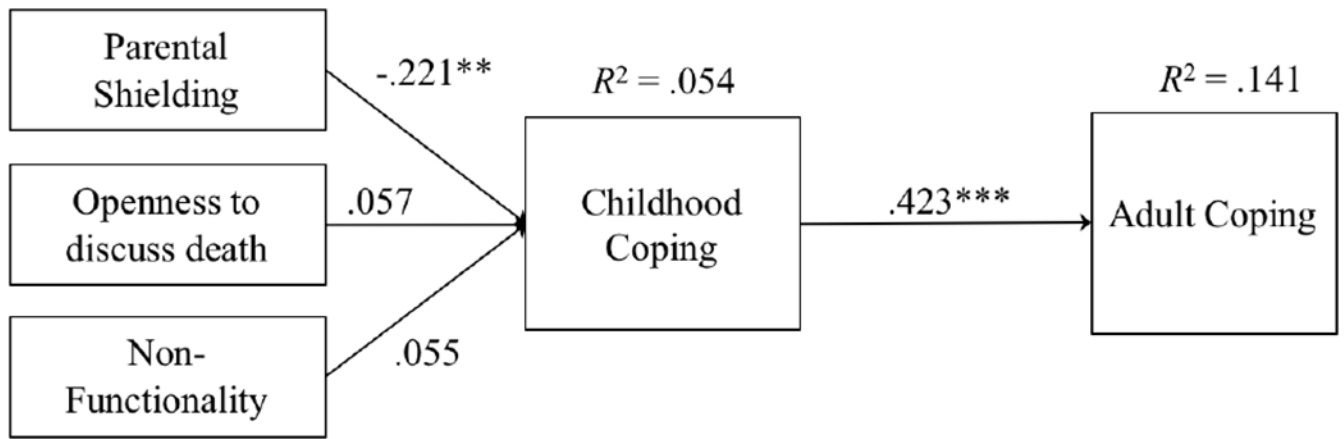 Parental
Shielding
-.221**
R² = .054
R² = .141
Openness to
discuss death
.057
Childhood
Coping
.423***
Adult Coping
Non-
Functionality
.055